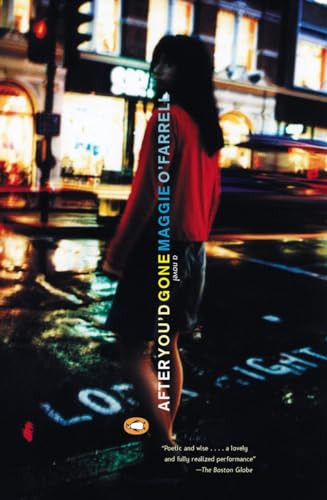 AFTER YOU'D GONE MAGGIE O'FARRELL
a novel
LOOK RIGHT
"Poetic and wise . . . . a lovely
and fully realized performance"
—The Boston Globe